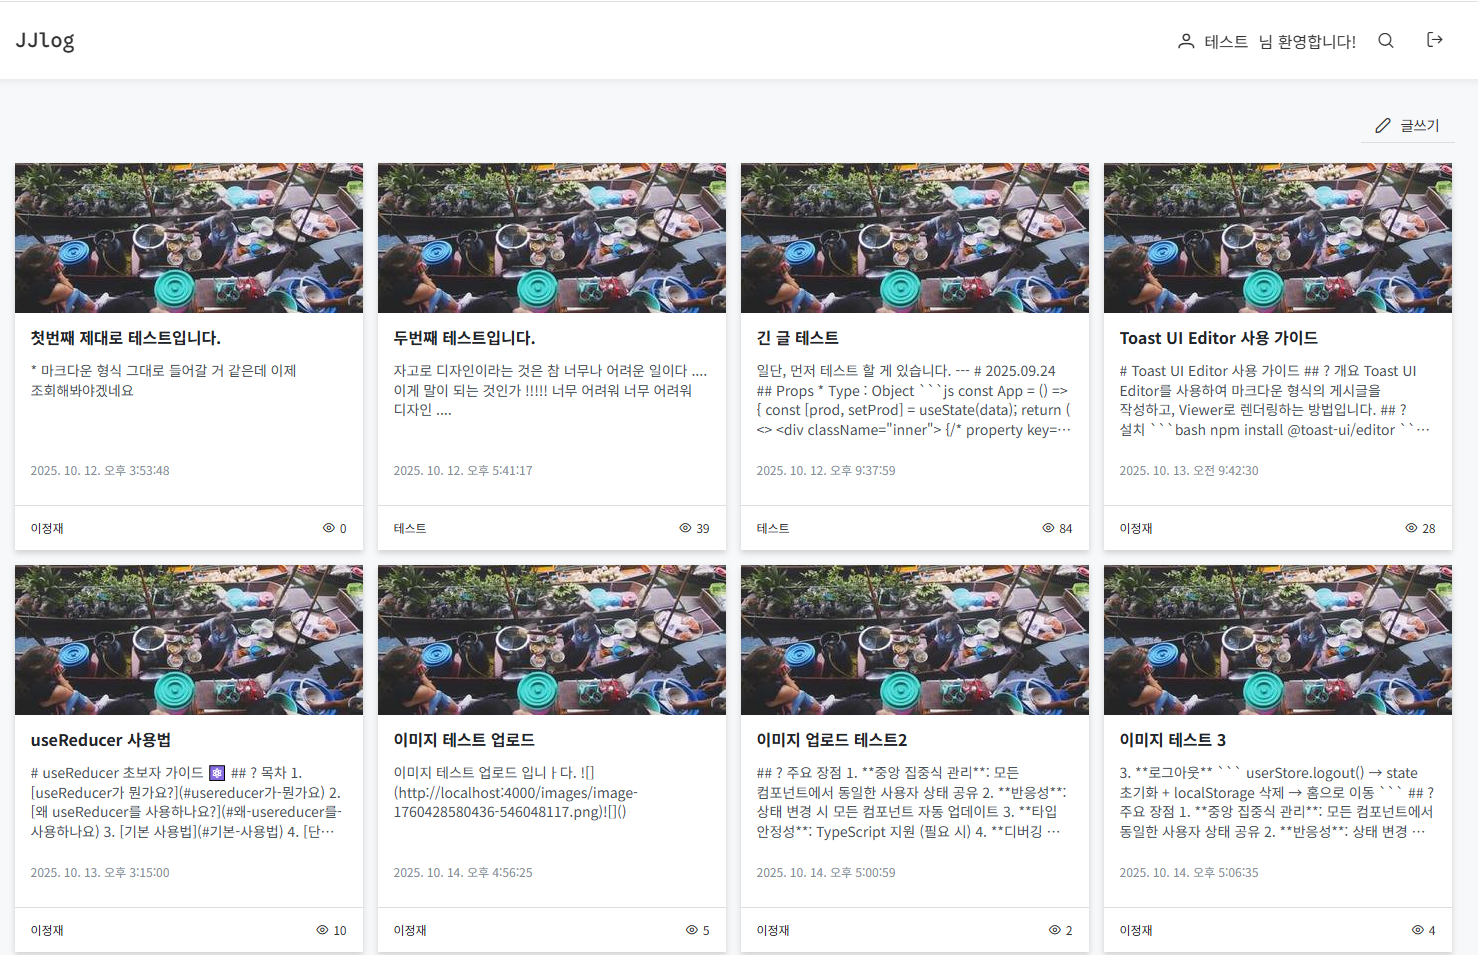 JJlog
테스트 님 환영합니다!
글쓰기
첫번째 제대로 테스트입니다.
* 마크다운 형식 그대로 들어갈 거 같은데 이제
조회해봐야겠네요
2025. 10. 12. 오후 3:53:48
이정재 0
두번째 테스트입니다.
자고로 디자인이라는 것은 참 너무나 어려운 일이다 ....
이게 말이 되는 것인가 !!!!! 너무 어려워 너무 어려워
디자인 ....
2025. 10. 12. 오후 5:41:17
테스트 39
긴 글 테스트
일단, 먼저 테스트 할 게 있습니다. --- # 2025.09.24
## Props * Type : Object ```js const App = () =>
{ const [prod, setProd] = useState(data); return (
<> <div className="inner"> {/* property key=…
2025. 10. 12. 오후 9:37:59
테스트 84
Toast UI Editor 사용 가이드
# Toast UI Editor 사용 가이드 ## ? 개요 Toast UI
Editor를 사용하여 마크다운 형식의 게시글을
작성하고, Viewer로 렌더링하는 방법입니다. ## ?
설치 ```bash npm install @toast-ui/editor ``…
2025. 10. 13. 오전 9:42:30
이정재 28
useReducer 사용법
# useReducer 초보자 가이드 ⚛️ ## ? 목차 1.
[useReducer가 뭔가요?](#usereducer가-뭔가요) 2.
[왜 useReducer를 사용하나요?](#왜-usereducer를-
사용하나요) 3. [기본 사용법](#기본-사용법) 4. [단…
2025. 10. 13. 오후 3:15:00
이정재 10
이미지 테스트 업로드
이미지 테스트 업로드 입니ㅏ다. ![]
(http://localhost:4000/images/image-
1760428580436-546048117.png)![]()
2025. 10. 14. 오후 4:56:25
이정재 5
이미지 업로드 테스트2
## ? 주요 장점 1. **중앙 집중식 관리**: 모든
컴포넌트에서 동일한 사용자 상태 공유 2. **반응성**:
상태 변경 시 모든 컴포넌트 자동 업데이트 3. **타입
안정성**: TypeScript 지원 (필요 시) 4. **디버깅 …
2025. 10. 14. 오후 5:00:59
이정재 2
이미지 테스트 3
3. **로그아웃** ``` userStore.logout() → state
초기화 + localStorage 삭제 → 홈으로 이동 ``` ## ?
주요 장점 1. **중앙 집중식 관리**: 모든 컴포넌트에서
동일한 사용자 상태 공유 2. **반응성**: 상태 변경 …
2025. 10. 14. 오후 5:06:35
이정재 4